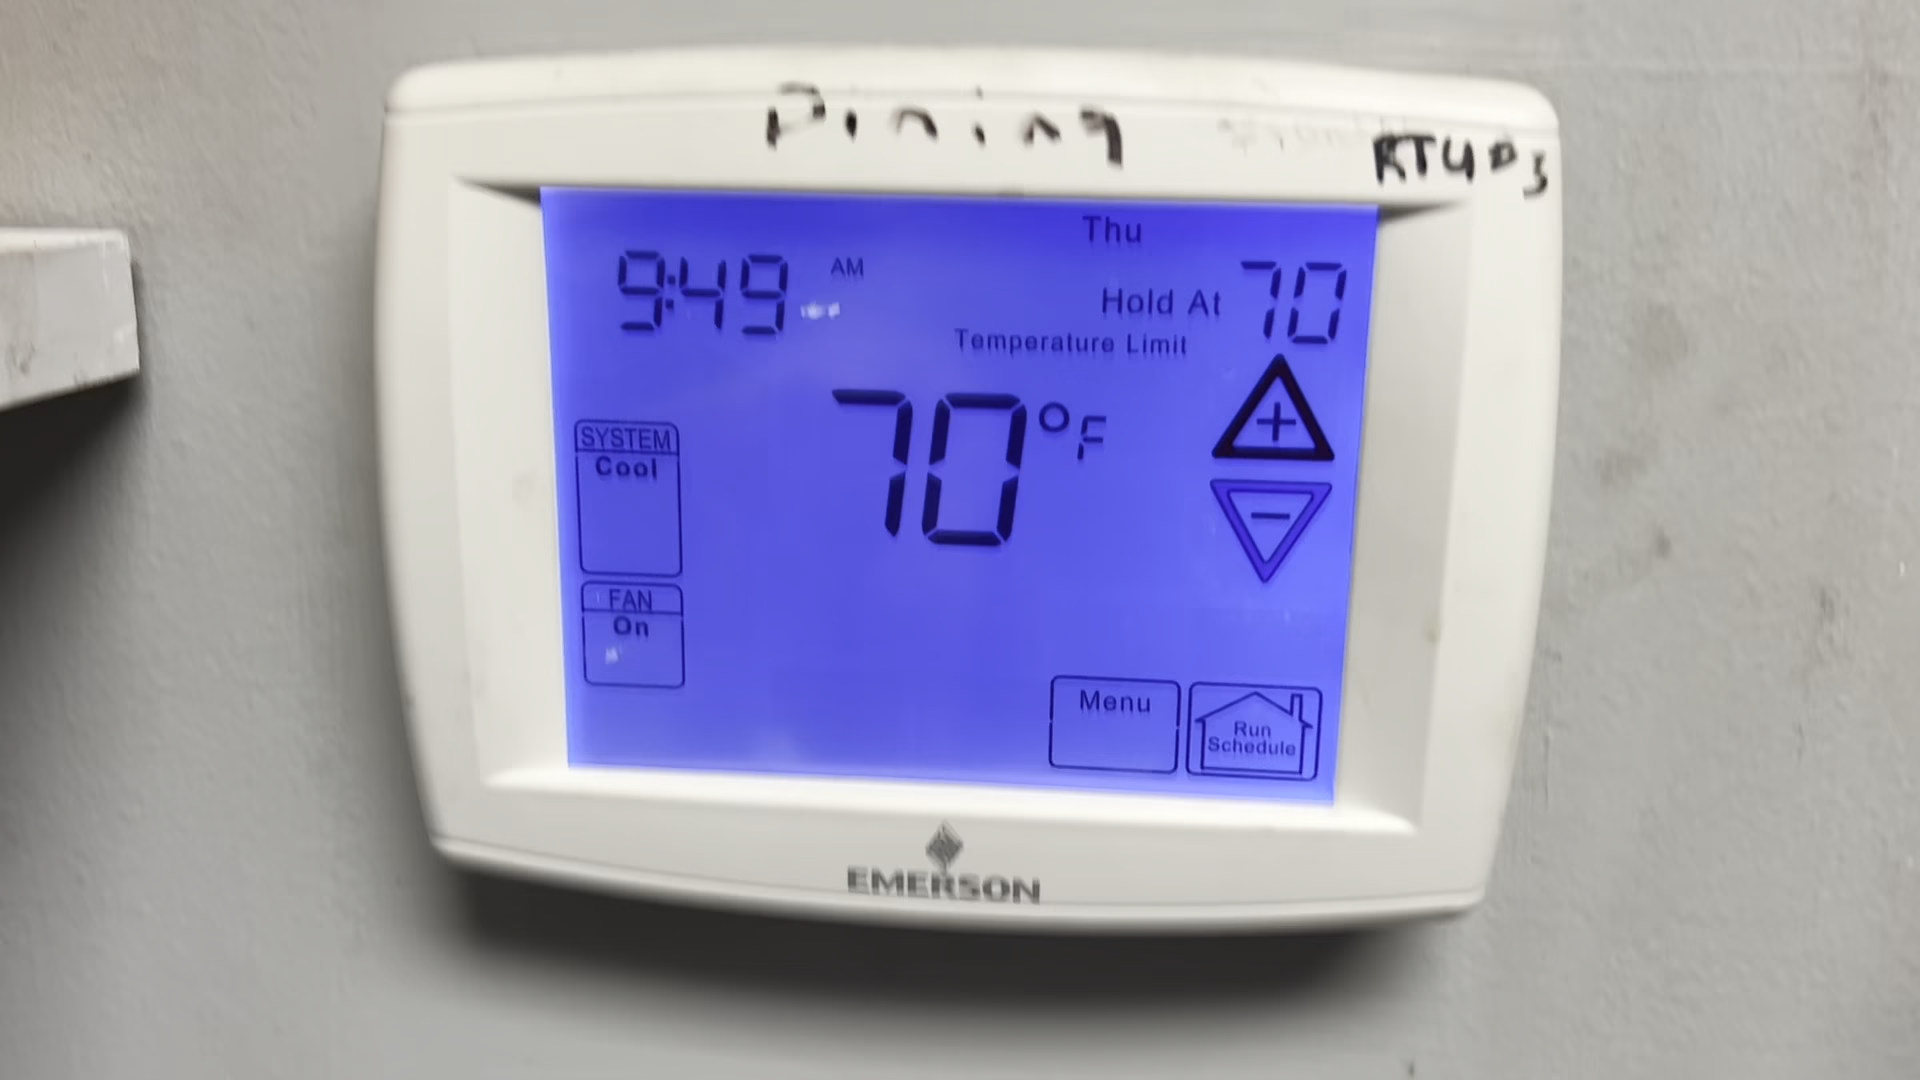 Dining
RTU#3
Thu
9:49 AM
Hold At 70
Temperature Limit
70°F
+
SYSTEM
Cool
−
FAN
On
Menu
Run
Schedule
EMERSON